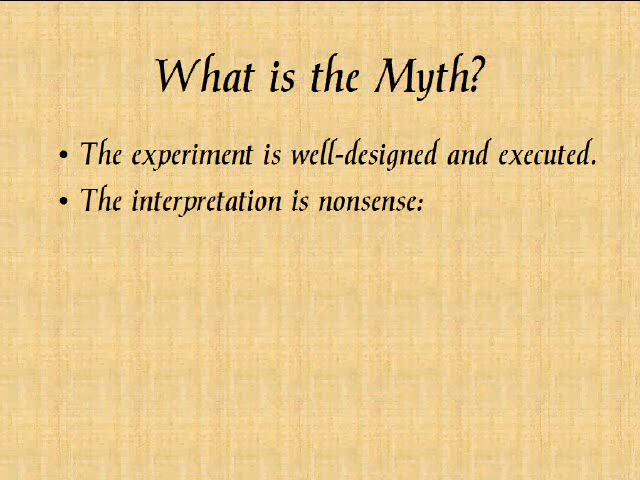 What is the Myth?
• The experiment is well-designed and executed.
• The interpretation is nonsense: